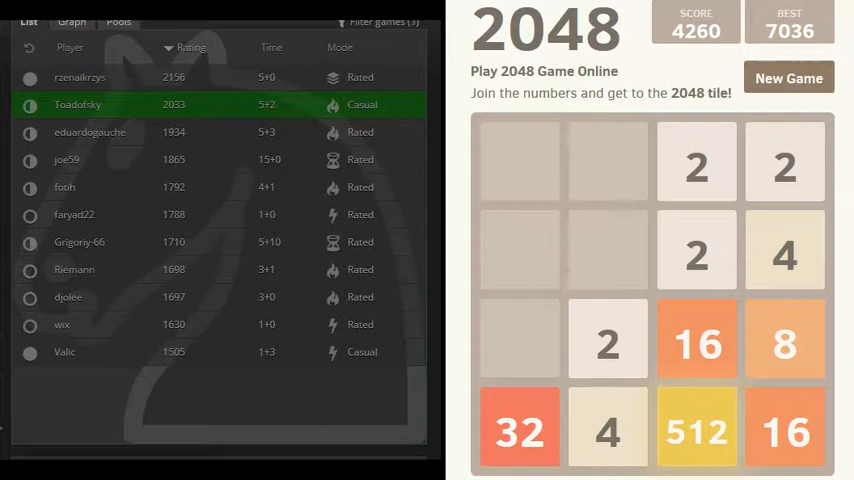 List Graph Pools Filter games (7)
Player Rating Time Mode
rzenaikrzys 2156 5+0 Rated
Toadofsky 2033 5+2 Casual
eduardogauche 1934 5+3 Rated
joe59 1865 15+0 Rated
fotih 1792 4+1 Rated
faryad22 1788 1+0 Rated
Grigoriy-66 1710 5+10 Rated
Riemann 1698 3+1 Rated
djolee 1697 3+0 Rated
wix 1630 1+0 Rated
Valic 1505 1+3 Casual
2048
SCORE
4260
BEST
7036
Play 2048 Game Online
Join the numbers and get to the 2048 tile!
New Game
2 2
2 4
2 16 8
32 4 512 16